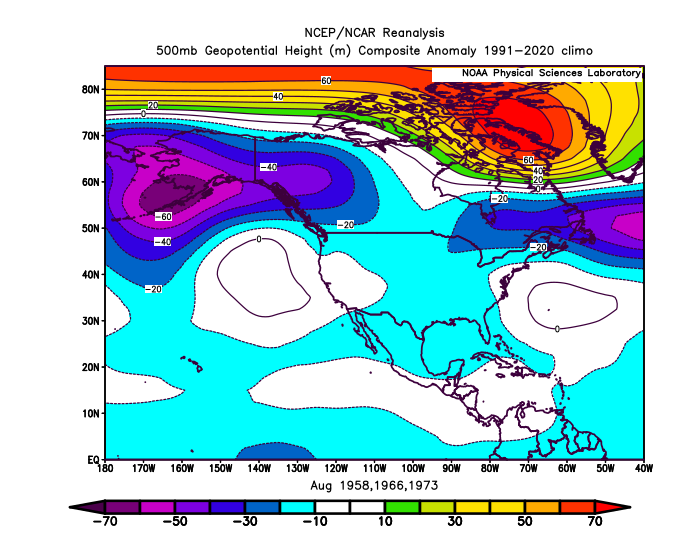 NCEP/NCAR Reanalysis
500mb Geopotential Height (m) Composite Anomaly 1991-2020 climo
NOAA Physical Sciences Laboratory
80N
70N
60N
50N
40N
30N
20N
10N
EQ
60
40
20
0
60
40
20
0
-40
-20
-60
-20
-40
-20
0
-20
0
180 170W 160W 150W 140W 130W 120W 110W 100W 90W 80W 70W 60W 50W 40W
Aug 1958,1966,1973
-70 -50 -30 -10 10 30 50 70